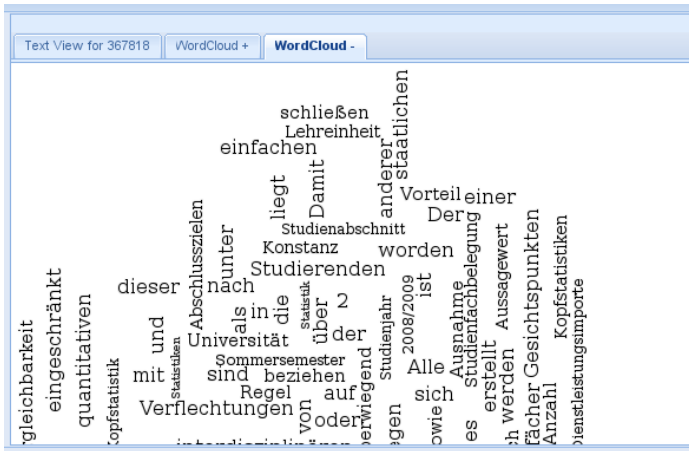 Text View for 367818
WordCloud +
WordCloud -
staatlichen
schließen
Lehreinheit
einfachen
anderer
Damit
liegt
Vorteil
einer
Der
Abschlusszielen
unter
Studienabschnitt
Konstanz
worden
Studienfachbelegung
Aussagewert
Gesichtspunkten
Kopfstatistiken
Studierenden
eingeschränkt
dieser
nach
quantitativen
als
in
die
Statistik
über
2
der
Studienjahr
2008/2009
ist
Ausnahme
und
Universität
Statistiken
Sommersemester
mit
sind
beziehen
Alle
erstellt
werden
Dienstleistungsimporte
Regel
auf
sich
Verflechtungen
von
oder
es
fächer
Anzahl